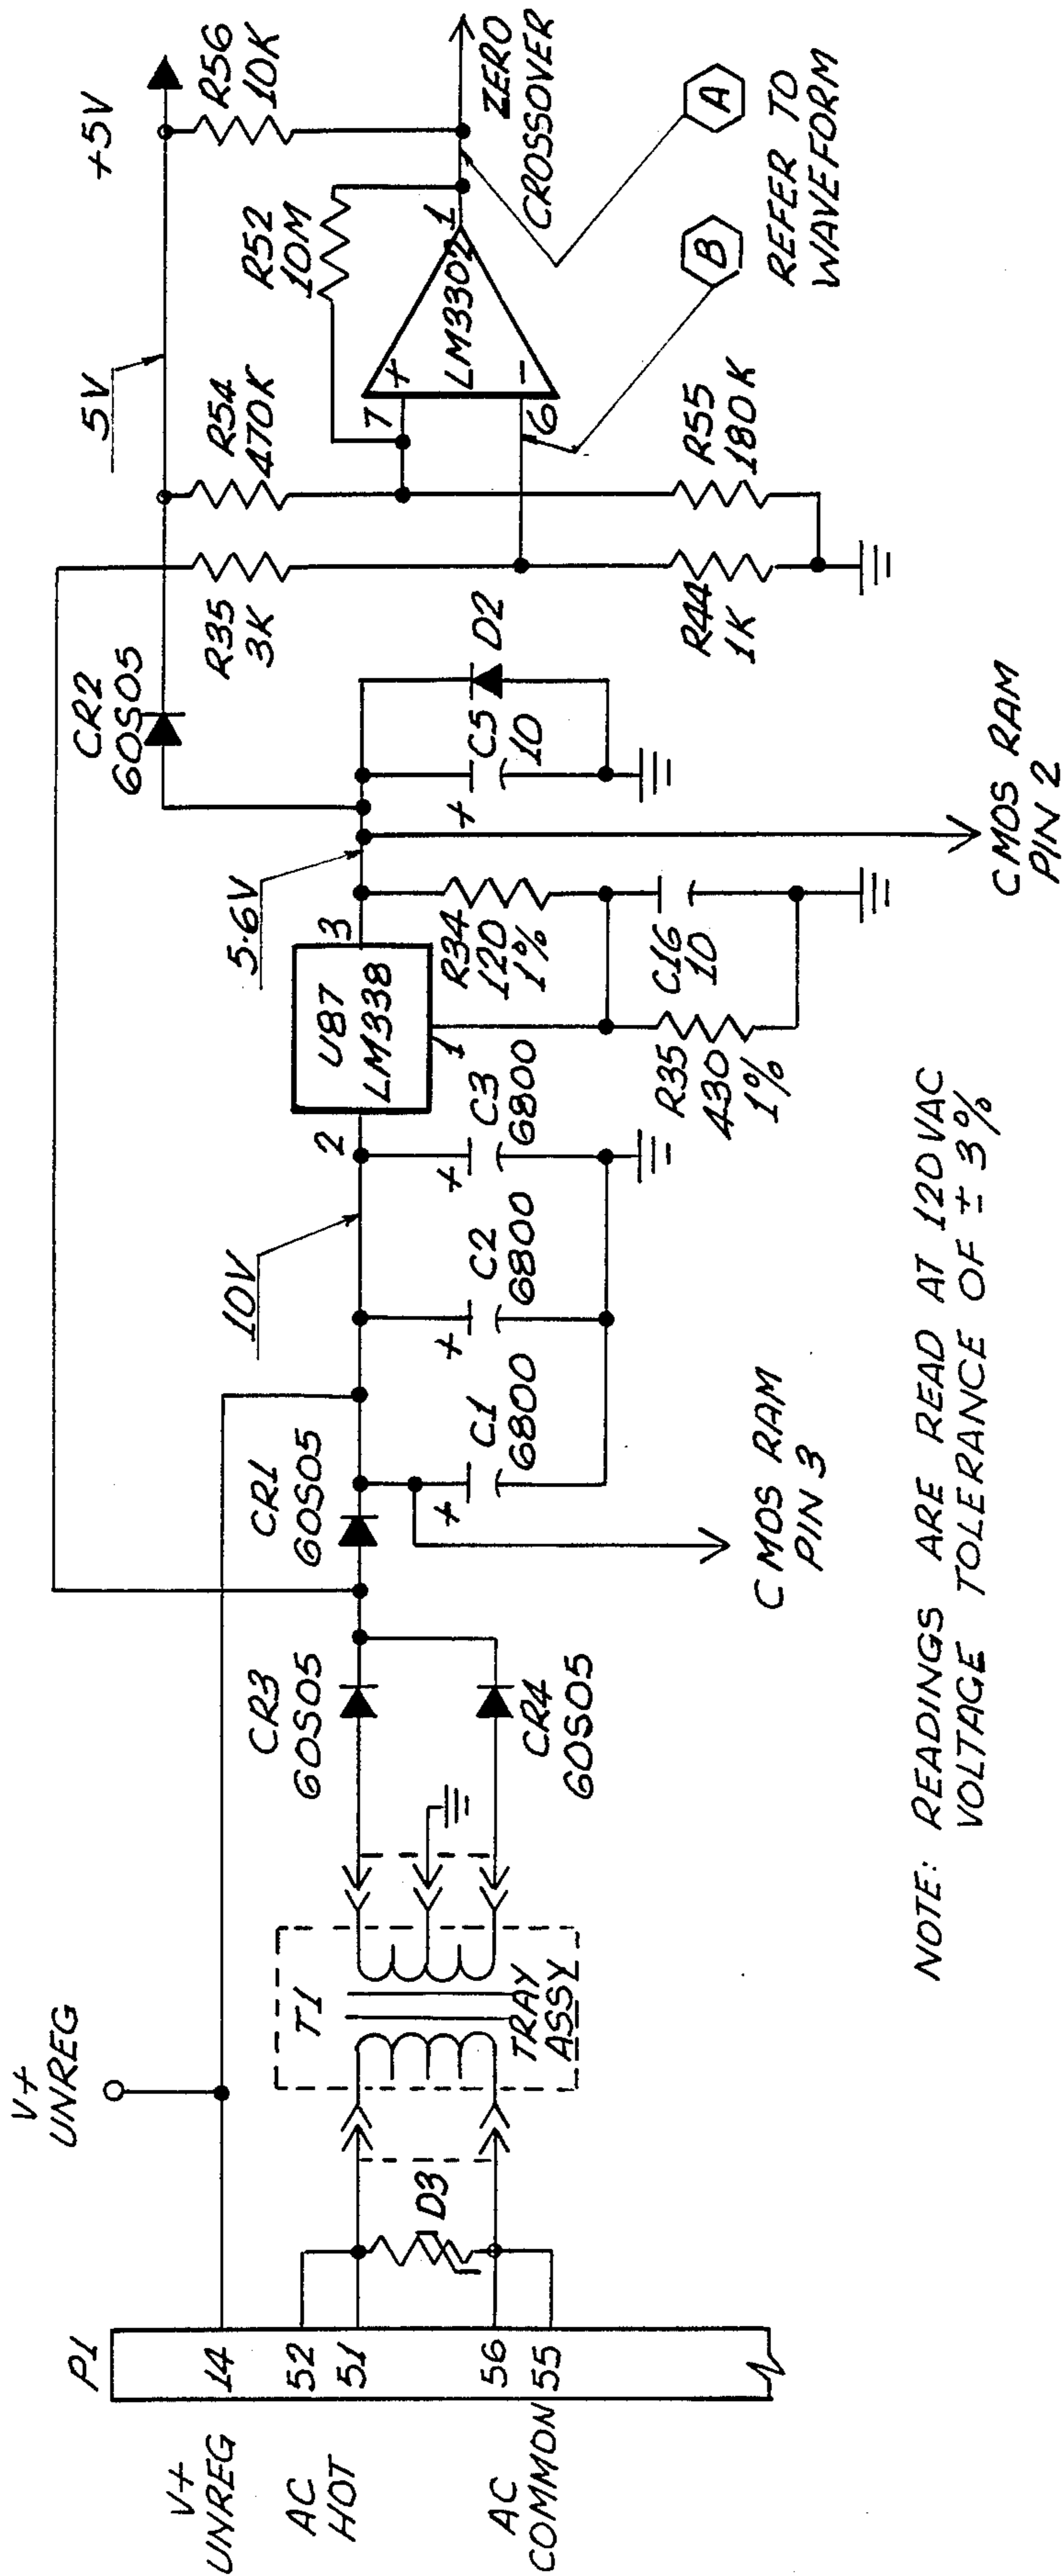 P1
V+
UNREG
14
AC
HOT
52
51
AC
COMMON
56
55
V+
UNREG
D3
T1
TRAY
ASSY
CR3
60S05
CR4
60S05
CR1
60S05
10V
C1
6800
C2
6800
C3
6800
CMOS RAM
PIN 3
2
U87
LM338
3
1
5.6V
R34
120
1%
R35
430
1%
C16
10
C5
10
D2
CMOS RAM
PIN 2
CR2
60S05
5V
+5V
R35
3K
R54
470K
R44
1K
R55
180K
R52
10M
R56
10K
7
+
6
-
LM3302
1
ZERO
CROSSOVER
A
B
REFER TO
WAVEFORM
+
+
+
+
NOTE: READINGS ARE READ AT 120VAC
VOLTAGE TOLERANCE OF ± 3%